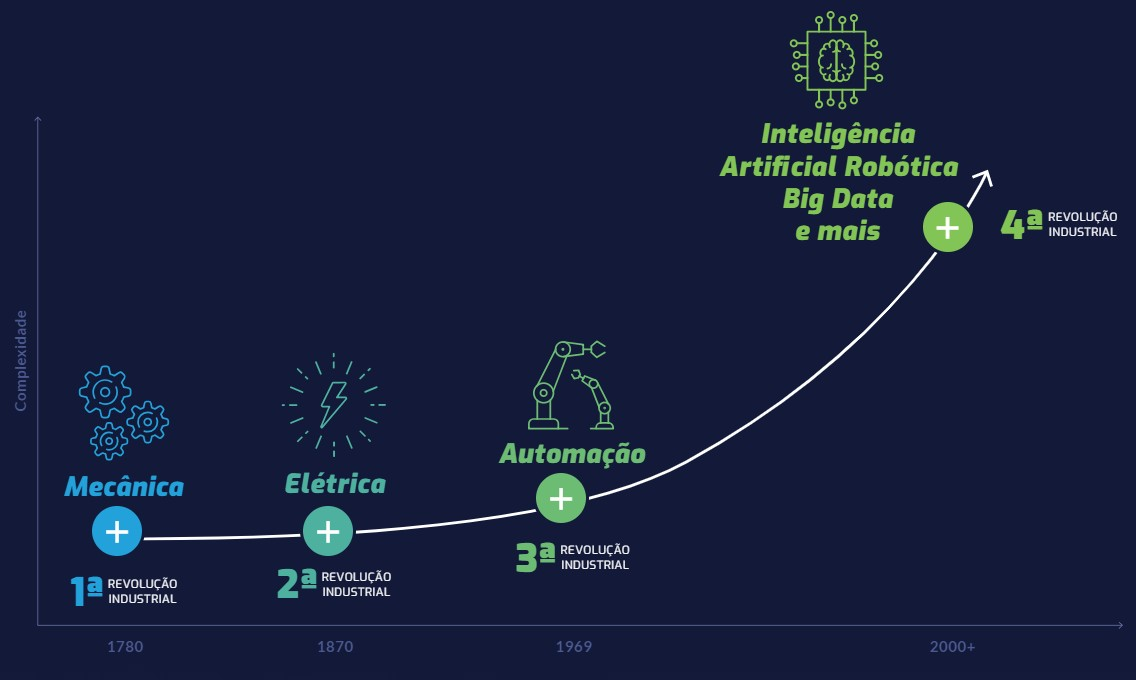 Inteligência
Artificial Robótica
Big Data
e mais
4ª REVOLUÇÃO
INDUSTRIAL
Complexidade
Automação
3ª REVOLUÇÃO
INDUSTRIAL
Elétrica
2ª REVOLUÇÃO
INDUSTRIAL
Mecânica
1ª REVOLUÇÃO
INDUSTRIAL
1780
1870
1969
2000+